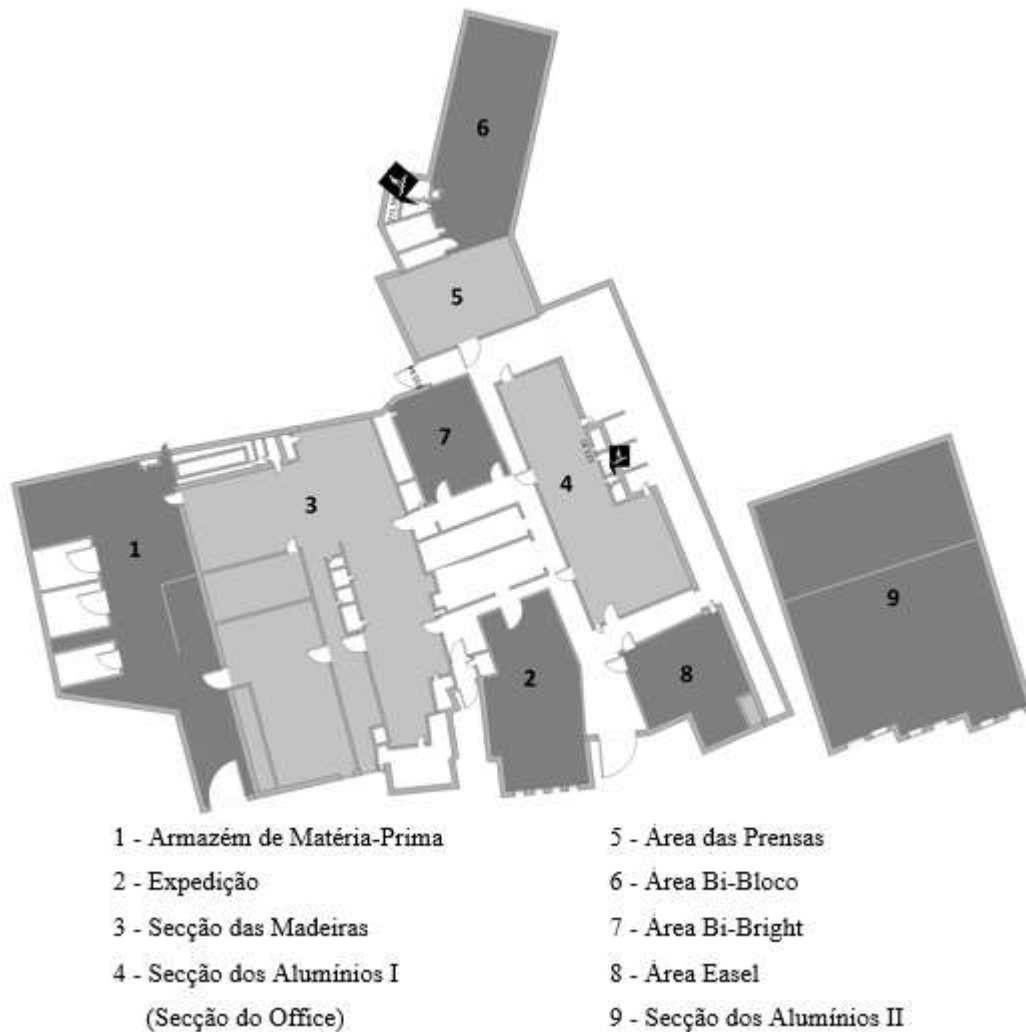 6
5
7
4
3
1
9
2
8
1 - Armazém de Matéria-Prima
2 - Expedição
3 - Secção das Madeiras
4 - Secção dos Alumínios I
(Secção do Office)
5 - Área das Prensas
6 - Área Bi-Bloco
7 - Área Bi-Bright
8 - Área Easel
9 - Secção dos Alumínios II